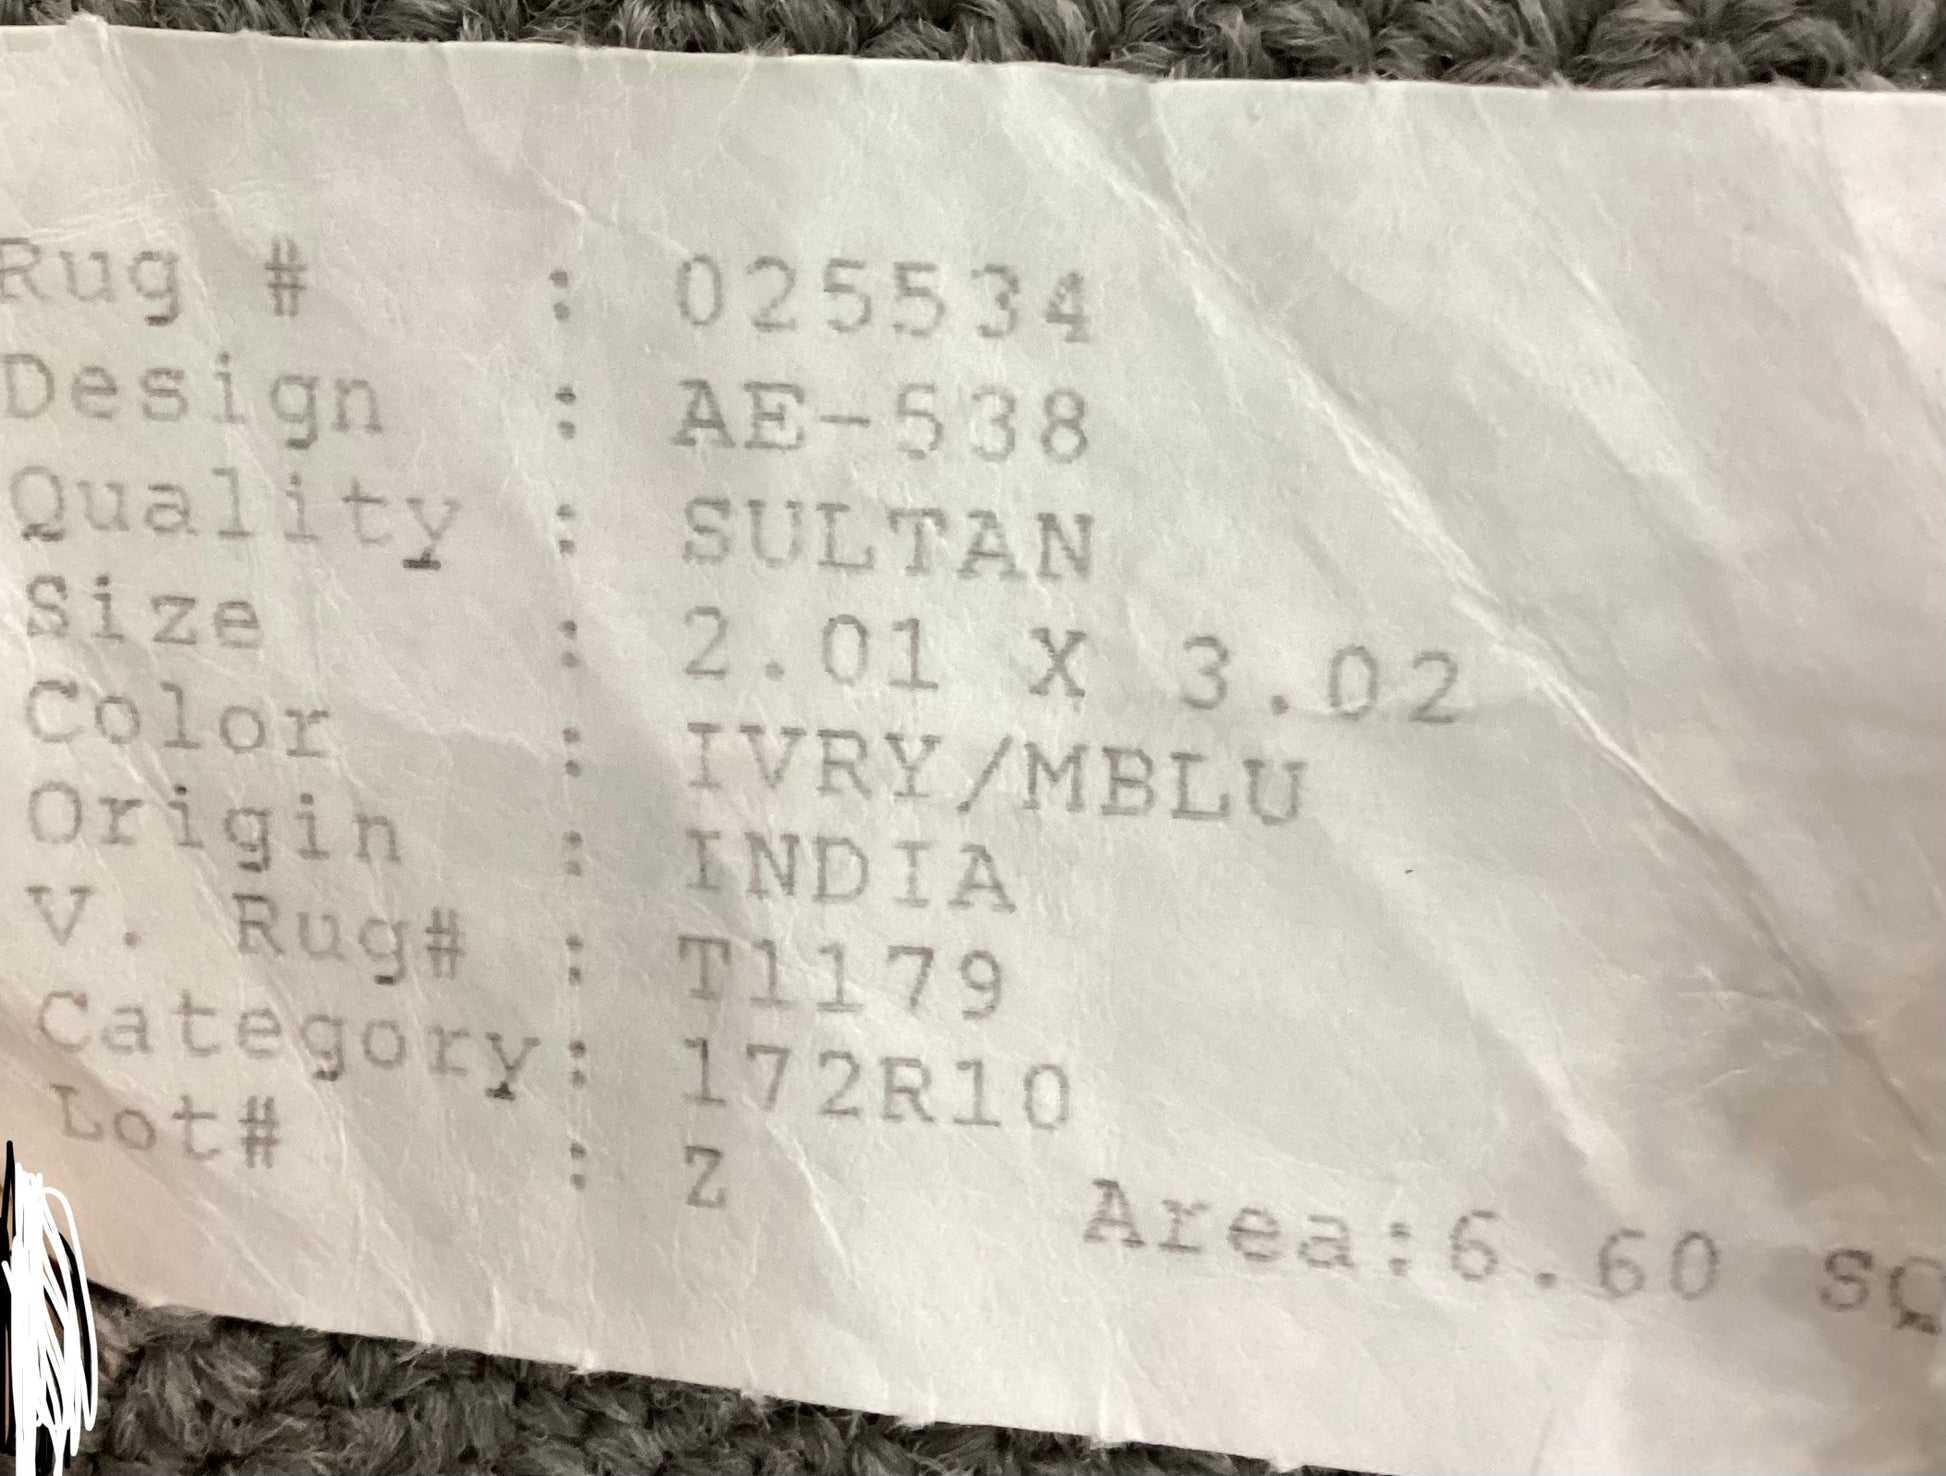 Rug # : 025534
Design : AE-538
Quality : SULTAN
Size : 2.01 X 3.02
Color : IVRY/MBLU
Origin : INDIA
V. Rug# : T1179
Category: 172R10
Lot# : Z Area:6.60 sq